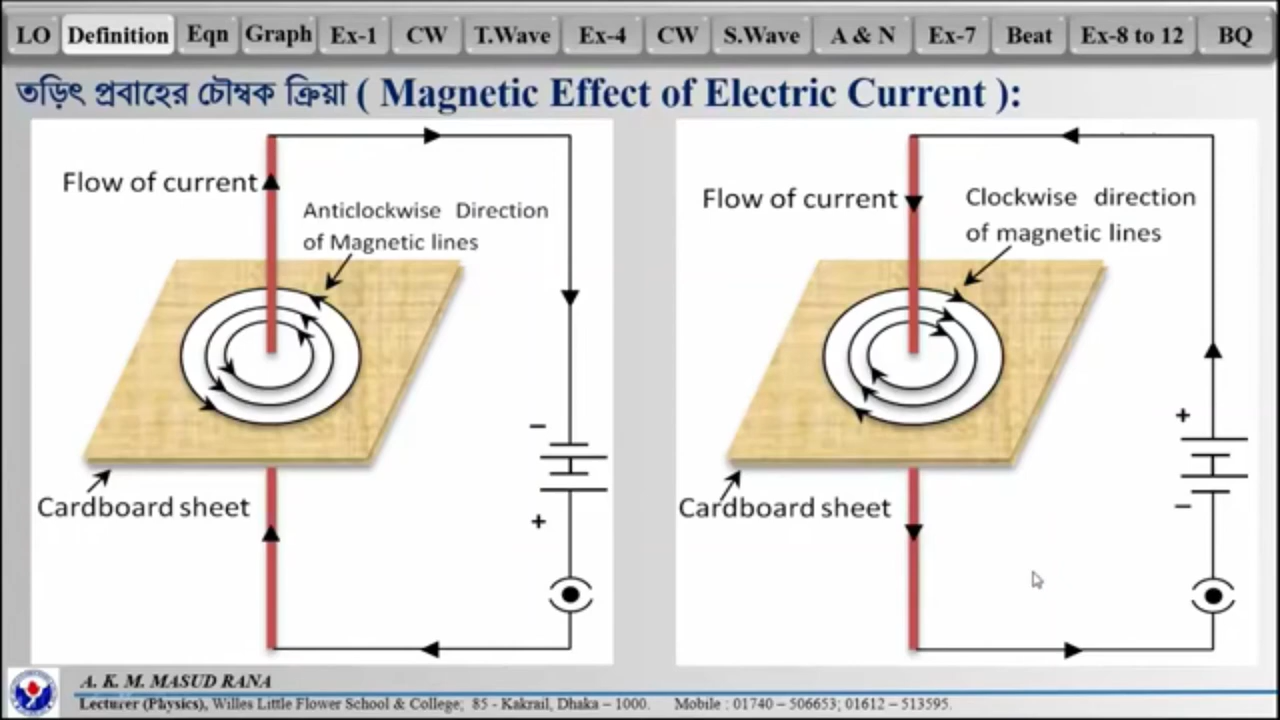 LO Definition Eqn Graph Ex-1 CW T.Wave Ex-4 CW S.Wave A & N Ex-7 Beat Ex-8 to 12 BQ
তড়িৎ প্রবাহের চৌম্বক ক্রিয়া ( Magnetic Effect of Electric Current ):
Flow of current
Anticlockwise Direction
of Magnetic lines
Cardboard sheet
−
+
Flow of current
Clockwise direction
of magnetic lines
Cardboard sheet
+
−
A. K. M. MASUD RANA
Lecturer (Physics), Willes Little Flower School & College; 85 - Kakrail, Dhaka – 1000. Mobile : 01740 – 506653; 01612 – 513595.